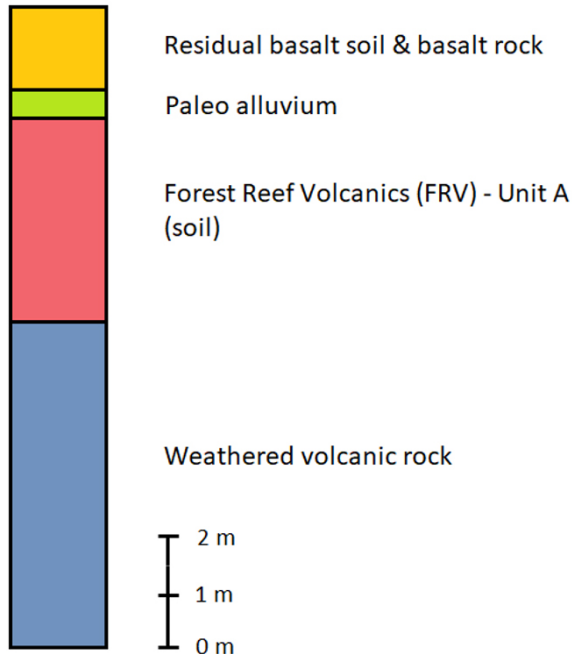 Residual basalt soil & basalt rock
Paleo alluvium
Forest Reef Volcanics (FRV) - Unit A
(soil)
Weathered volcanic rock
2 m
1 m
0 m